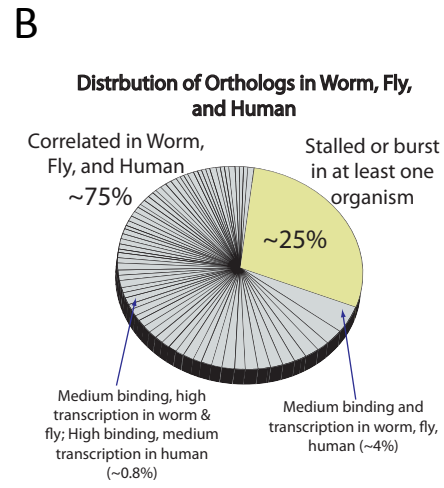 B
Distrbution of Orthologs in Worm, Fly,
and Human
Correlated in Worm,
Fly, and Human
~75%
Stalled or burst
in at least one
organism
~25%
Medium binding, high
transcription in worm &
fly; High binding, medium
transcription in human
(~0.8%)
Medium binding and
transcription in worm, fly,
human (~4%)